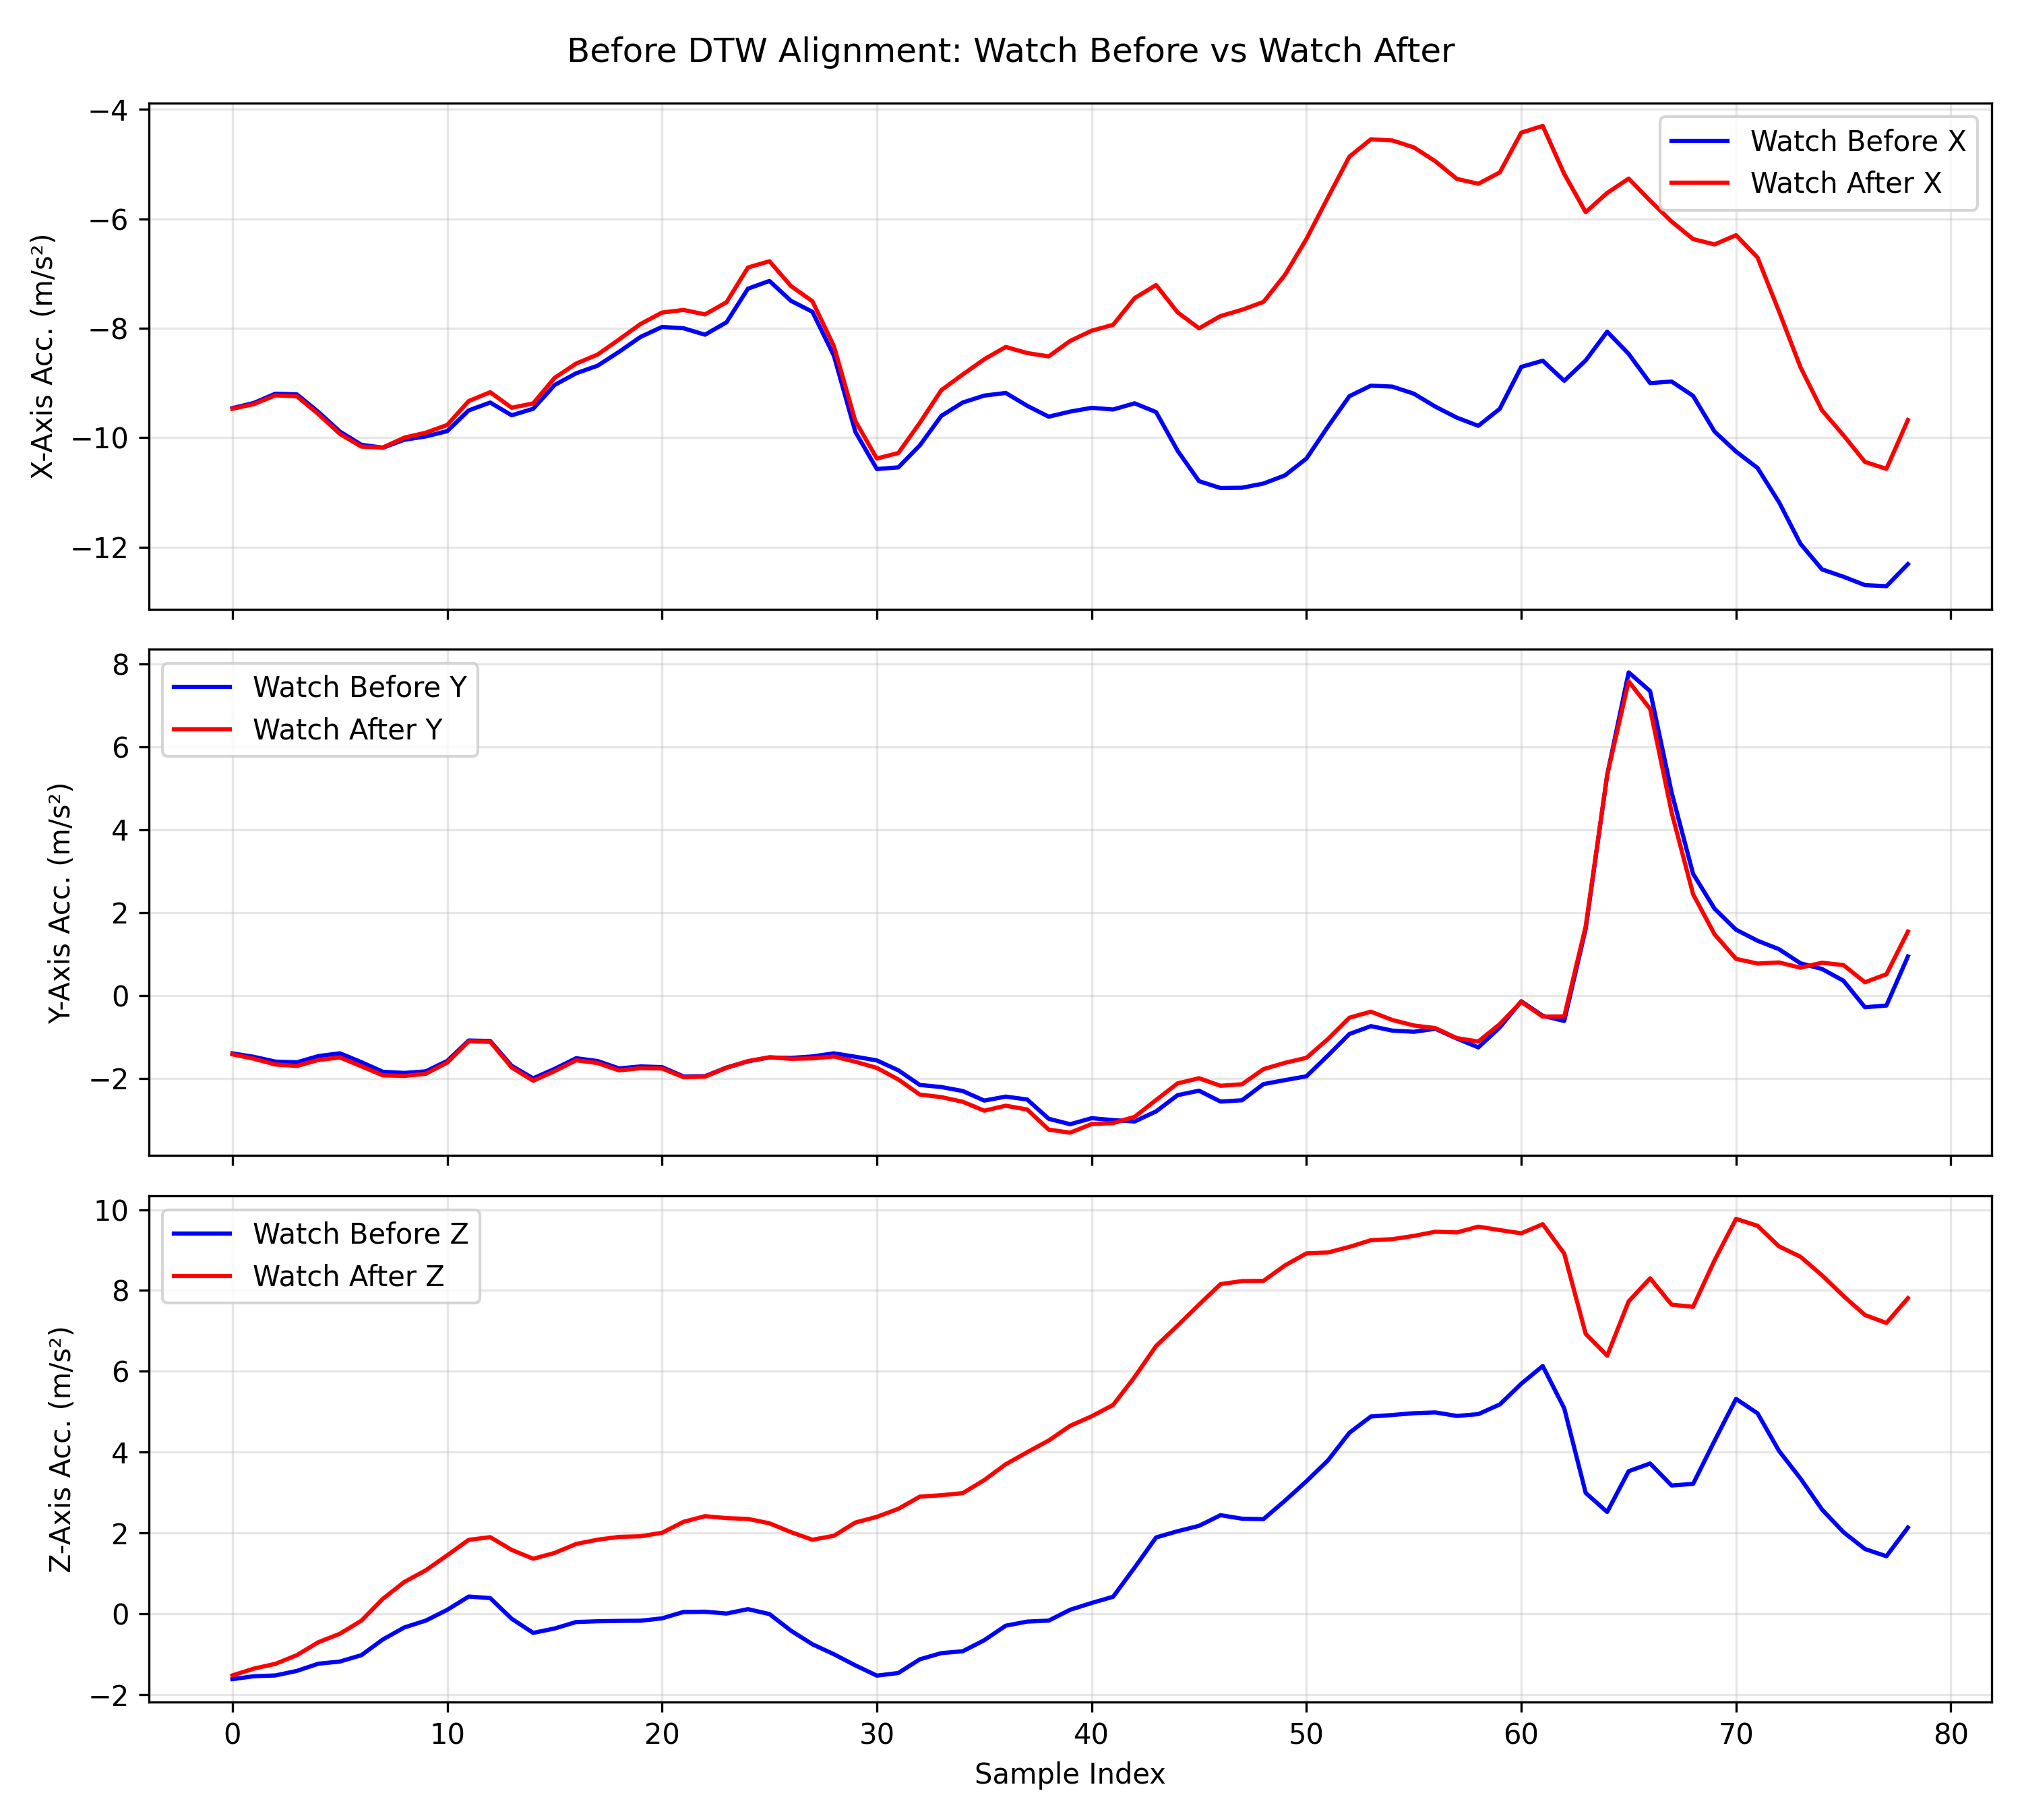 Before DTW Alignment: Watch Before vs Watch After
−4
−6
−8
−10
−12
X-Axis Acc. (m/s²)
Watch Before X
Watch After X
8
6
4
2
0
−2
Y-Axis Acc. (m/s²)
Watch Before Y
Watch After Y
10
8
6
4
2
0
−2
Z-Axis Acc. (m/s²)
Watch Before Z
Watch After Z
0 10 20 30 40 50 60 70 80
Sample Index